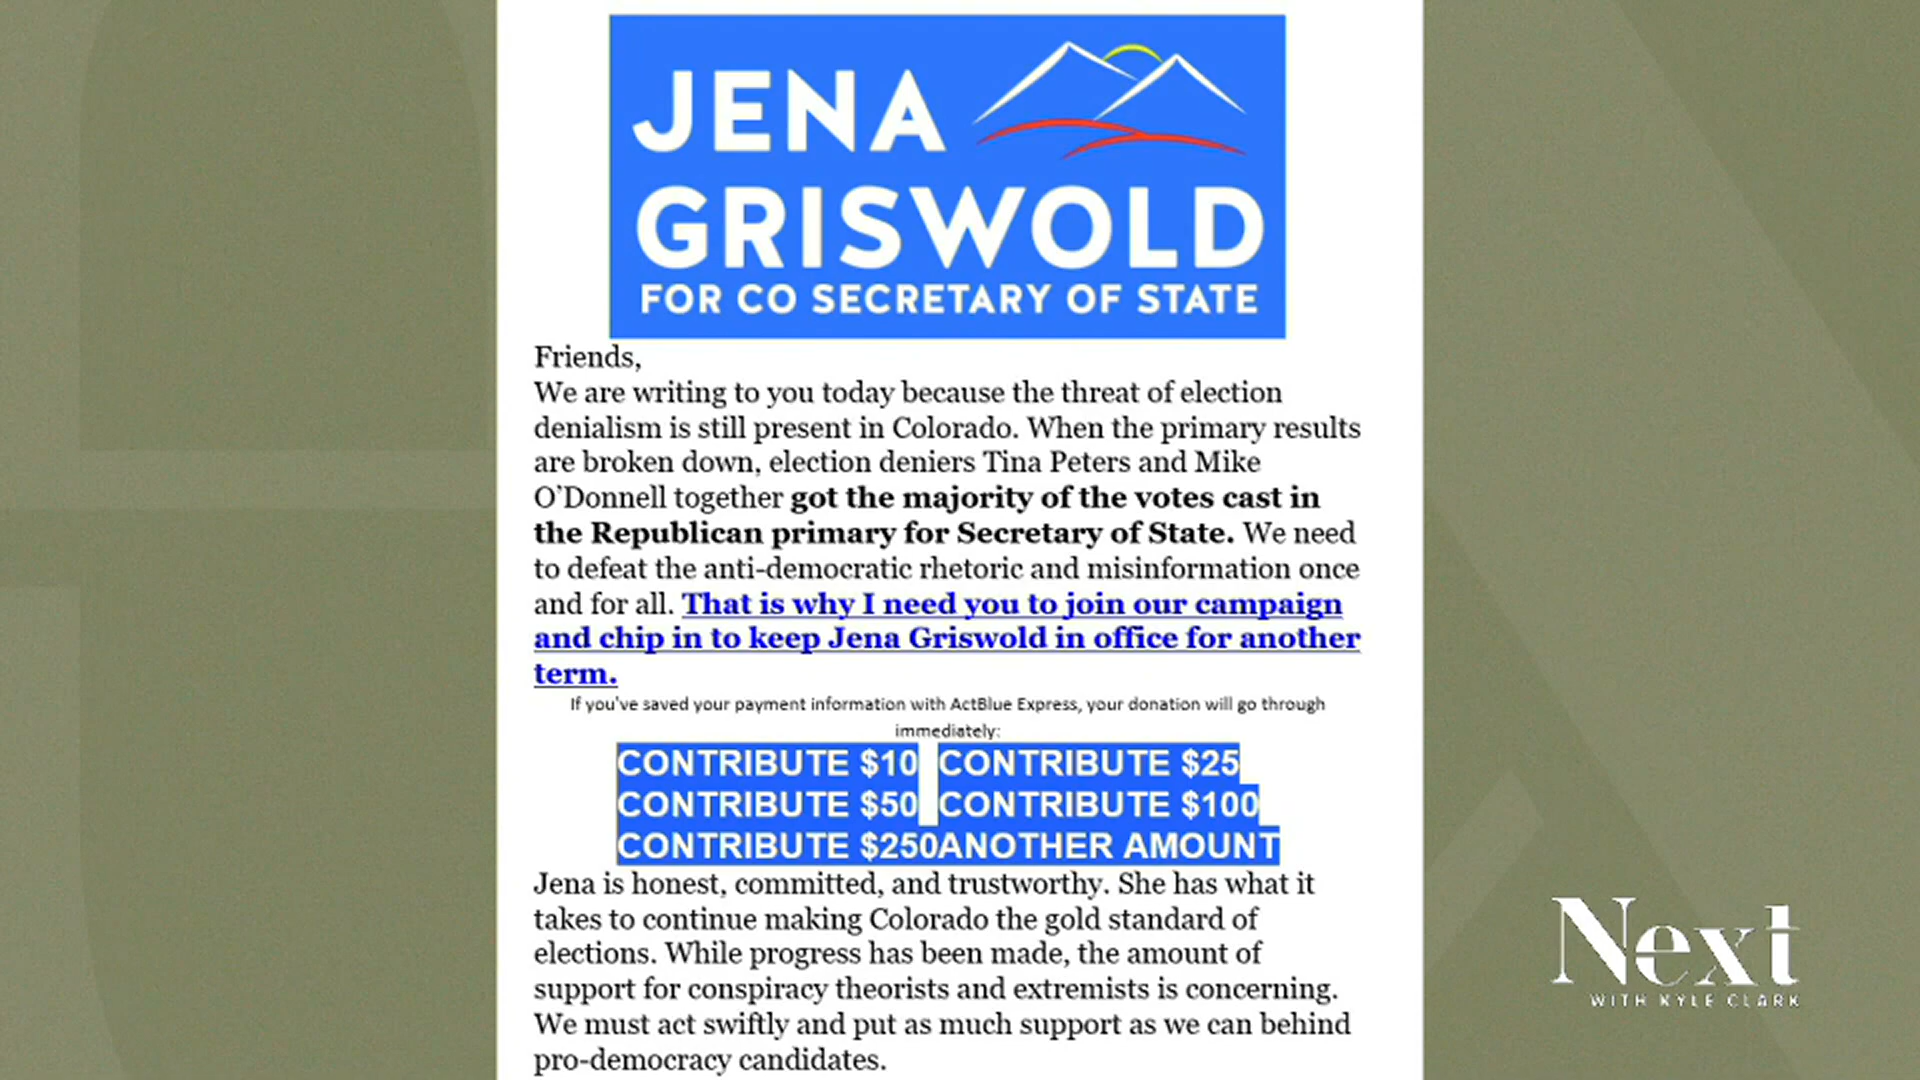 JENA
GRISWOLD
FOR CO SECRETARY OF STATE
Friends,
We are writing to you today because the threat of election
denialism is still present in Colorado. When the primary results
are broken down, election deniers Tina Peters and Mike
O’Donnell together got the majority of the votes cast in
the Republican primary for Secretary of State. We need
to defeat the anti-democratic rhetoric and misinformation once
and for all. That is why I need you to join our campaign
and chip in to keep Jena Griswold in office for another
term.
If you've saved your payment information with ActBlue Express, your donation will go through
immediately:
CONTRIBUTE $10 CONTRIBUTE $25
CONTRIBUTE $50 CONTRIBUTE $100
CONTRIBUTE $250ANOTHER AMOUNT
Jena is honest, committed, and trustworthy. She has what it
takes to continue making Colorado the gold standard of
elections. While progress has been made, the amount of
support for conspiracy theorists and extremists is concerning.
We must act swiftly and put as much support as we can behind
pro-democracy candidates.
Next
WITH KYLE CLARK